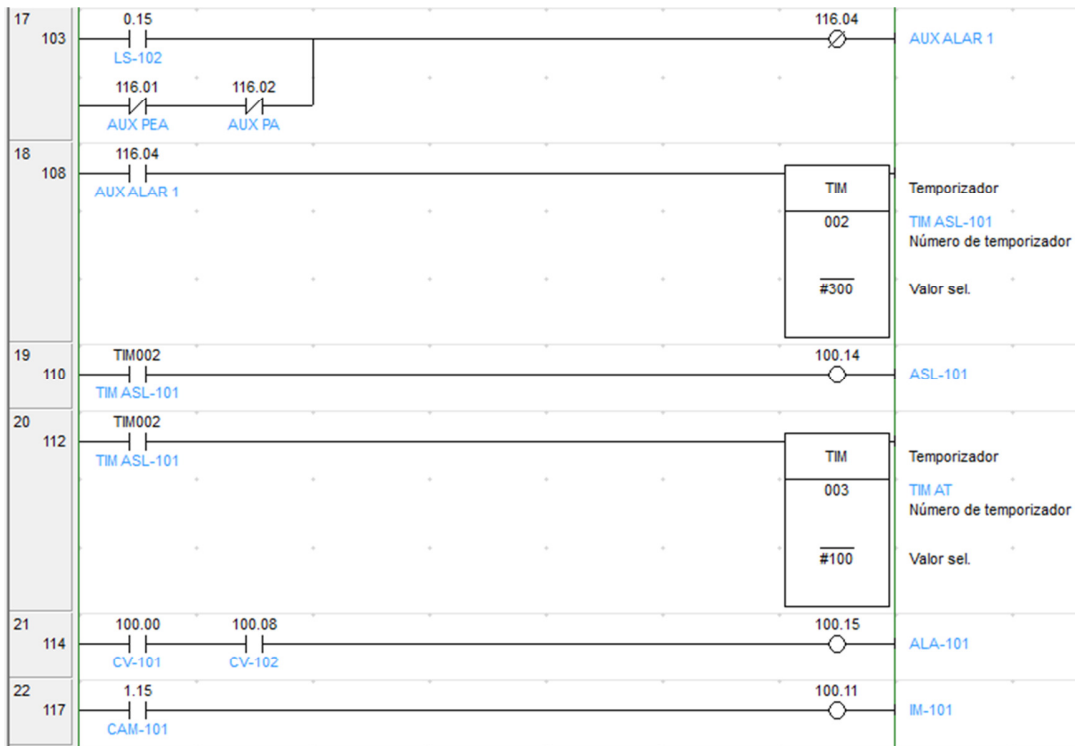 17
103
0.15
LS-102
116.04
AUX ALAR 1
116.01
AUX PEA
116.02
AUX PA
18
108
116.04
AUX ALAR 1
TIM
Temporizador
002
TIM ASL-101
Número de temporizador
#300
Valor sel.
19
110
TIM002
TIM ASL-101
100.14
ASL-101
20
112
TIM002
TIM ASL-101
TIM
Temporizador
003
TIM AT
Número de temporizador
#100
Valor sel.
21
114
100.00
CV-101
100.08
CV-102
100.15
ALA-101
22
117
1.15
CAM-101
100.11
IM-101